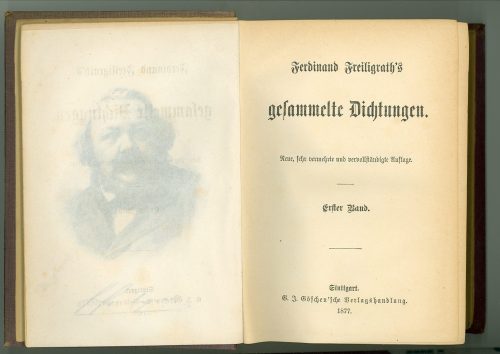 Ferdinand Freiligrath's
gesammelte Dichtungen.
Neue, sehr vermehrte und vervollständigte Auflage.
Erster Band.
Stuttgart.
G. J. Göschen'sche Verlagshandlung.
1877.